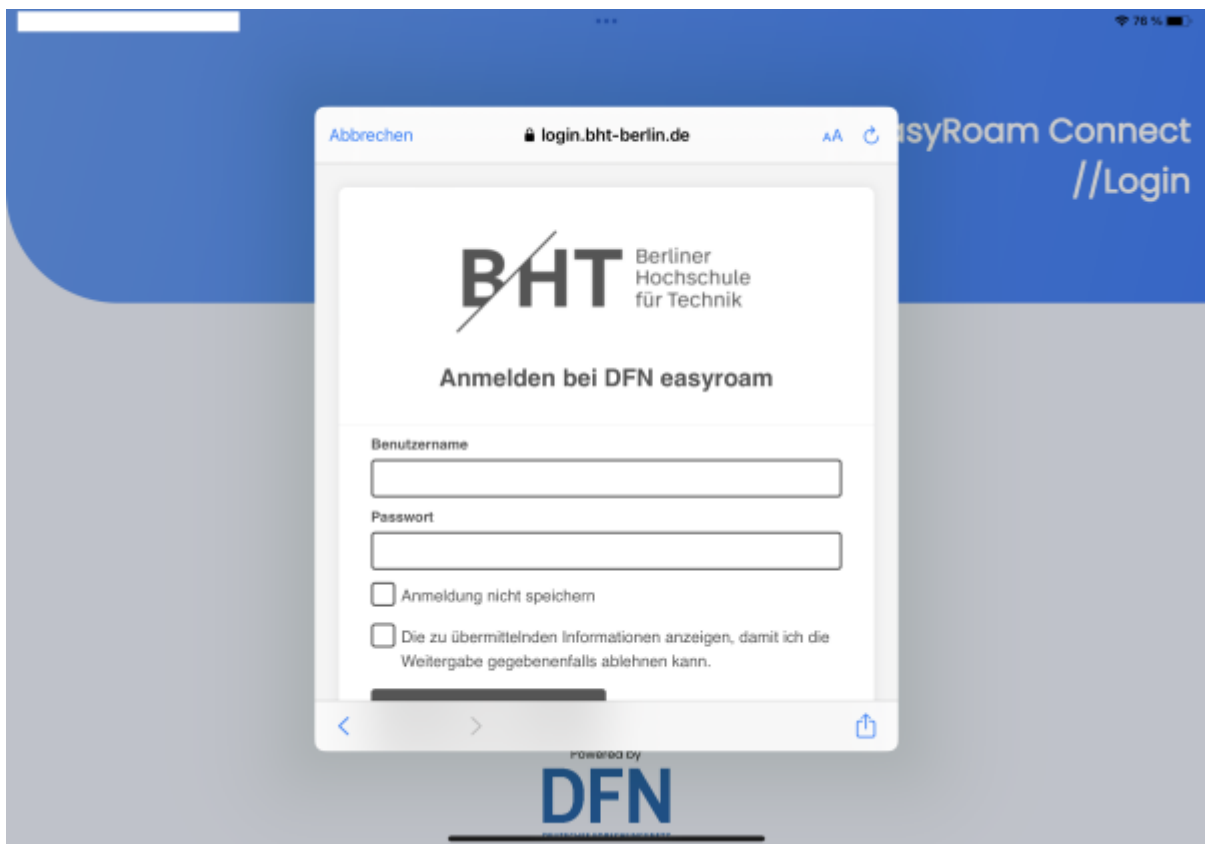 76 %
Abbrechen
login.bht-berlin.de
AA
syRoam Connect
//Login
BHT
Berliner
Hochschule
für Technik
Anmelden bei DFN easyroam
Benutzername
Passwort
Anmeldung nicht speichern
Die zu übermittelnden Informationen anzeigen, damit ich die
Weitergabe gegebenenfalls ablehnen kann.
Powered by
DFN